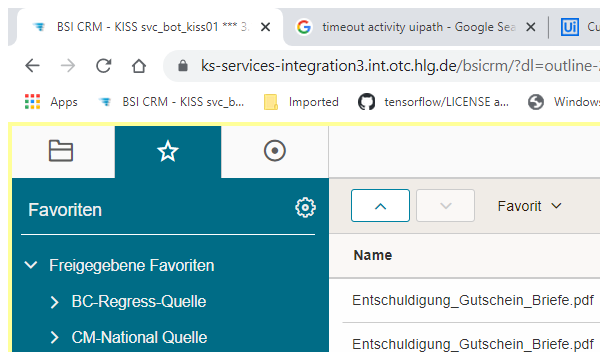 BSI CRM - KISS svc_bot_kiss01 *** 3.
timeout activity uipath - Google Sea
Ui
Cu
ks-services-integration3.int.otc.hlg.de/bsicrm/?dl=outline-
Apps
BSI CRM - KISS svc_b...
Imported
tensorflow/LICENSE a...
Window
Favoriten
Favorit
Name
Freigegebene Favoriten
BC-Regress-Quelle
Entschuldigung_Gutschein_Briefe.pdf
CM-National Quelle
Entschuldigung_Gutschein_Briefe.pdf